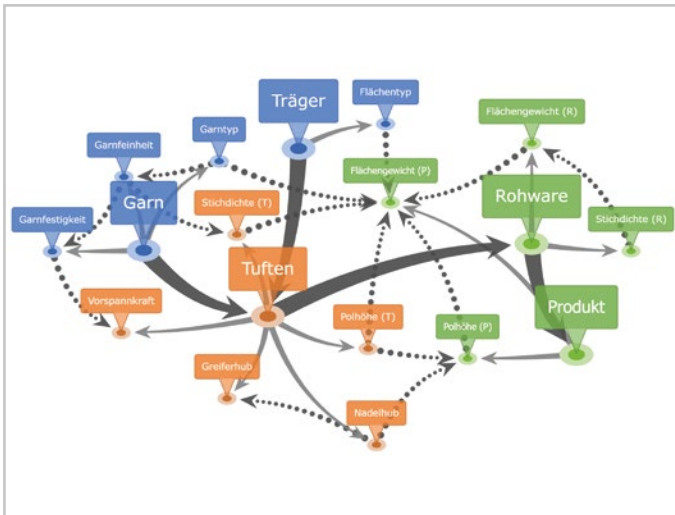 Träger
Flächentyp
Flächengewicht (R)
Garntyp
Garnfeinheit
Flächengewicht (P)
Garn
Stichdichte (T)
Rohware
Garnfestigkeit
Stichdichte (R)
Tuften
Vorspannkraft
Produkt
Polhöhe (T)
Polhöhe (P)
Greiferhub
Nadelhub